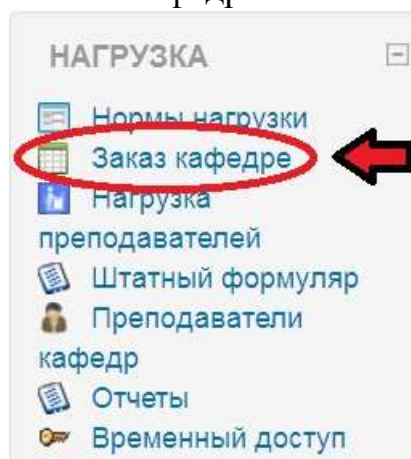 НАГРУЗКА
Нормы нагрузки
Заказ кафедре
Нагрузка
преподавателей
Штатный формуляр
Преподаватели
кафедр
Отчеты
Временный доступ